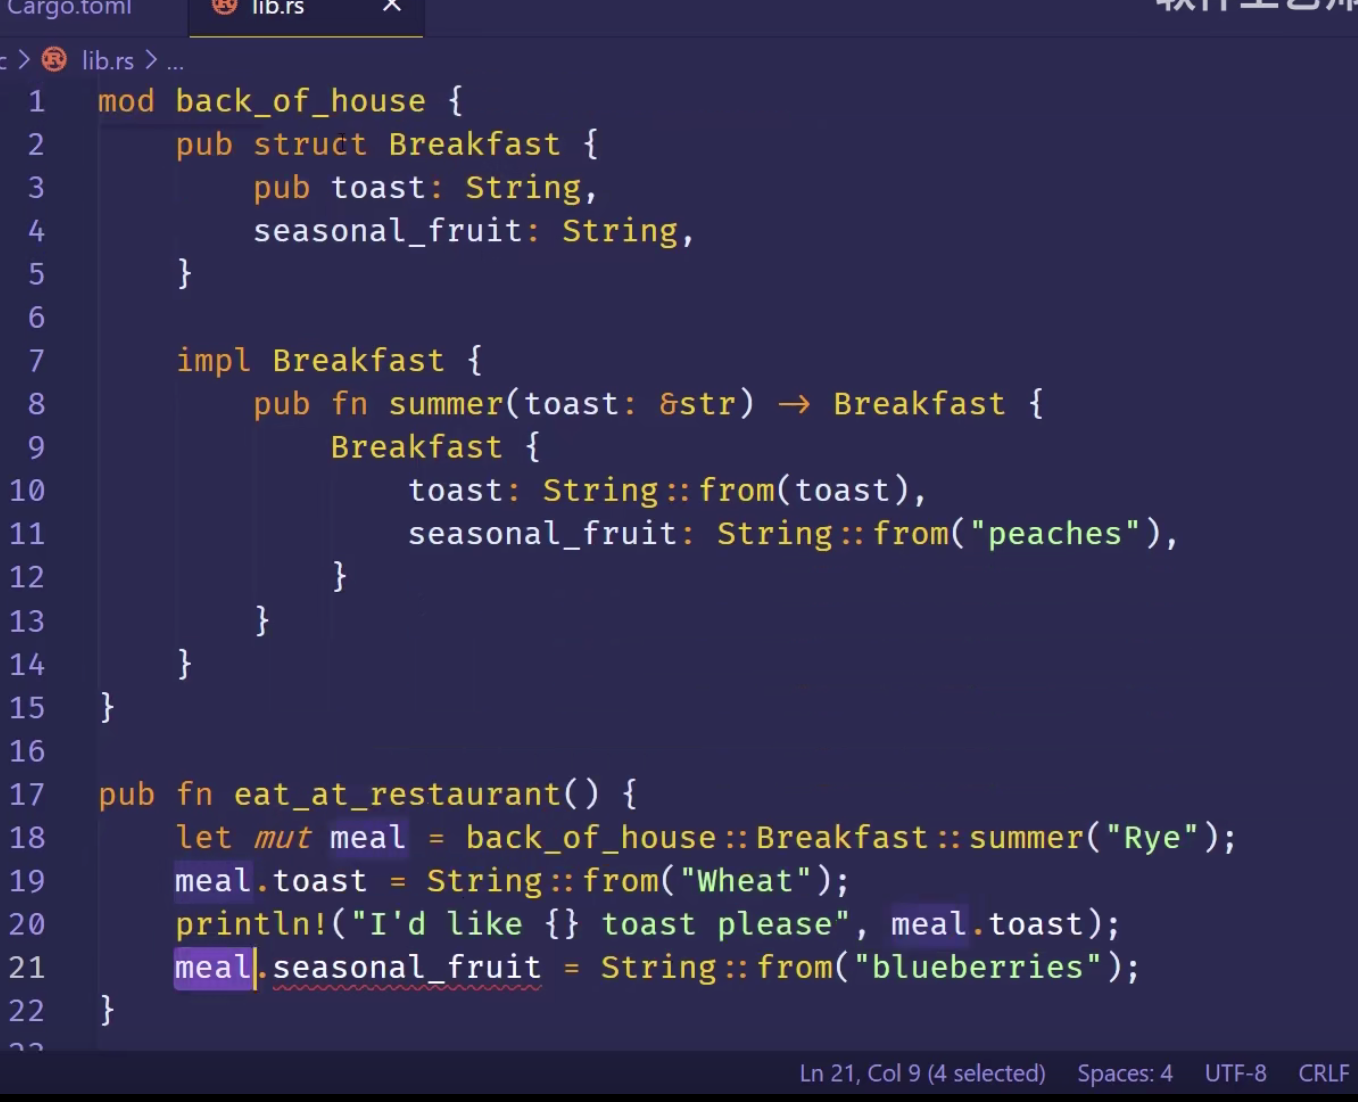 Cargo.toml lib.rs ×
c > lib.rs > ...
1 mod back_of_house {
2     pub struct Breakfast {
3         pub toast: String,
4         seasonal_fruit: String,
5     }
6
7     impl Breakfast {
8         pub fn summer(toast: &str) -> Breakfast {
9             Breakfast {
10                 toast: String::from(toast),
11                 seasonal_fruit: String::from("peaches"),
12             }
13         }
14     }
15 }
16
17 pub fn eat_at_restaurant() {
18     let mut meal = back_of_house::Breakfast::summer("Rye");
19     meal.toast = String::from("Wheat");
20     println!("I'd like {} toast please", meal.toast);
21     meal.seasonal_fruit = String::from("blueberries");
22 }
23
Ln 21, Col 9 (4 selected) Spaces: 4 UTF-8 CRLF